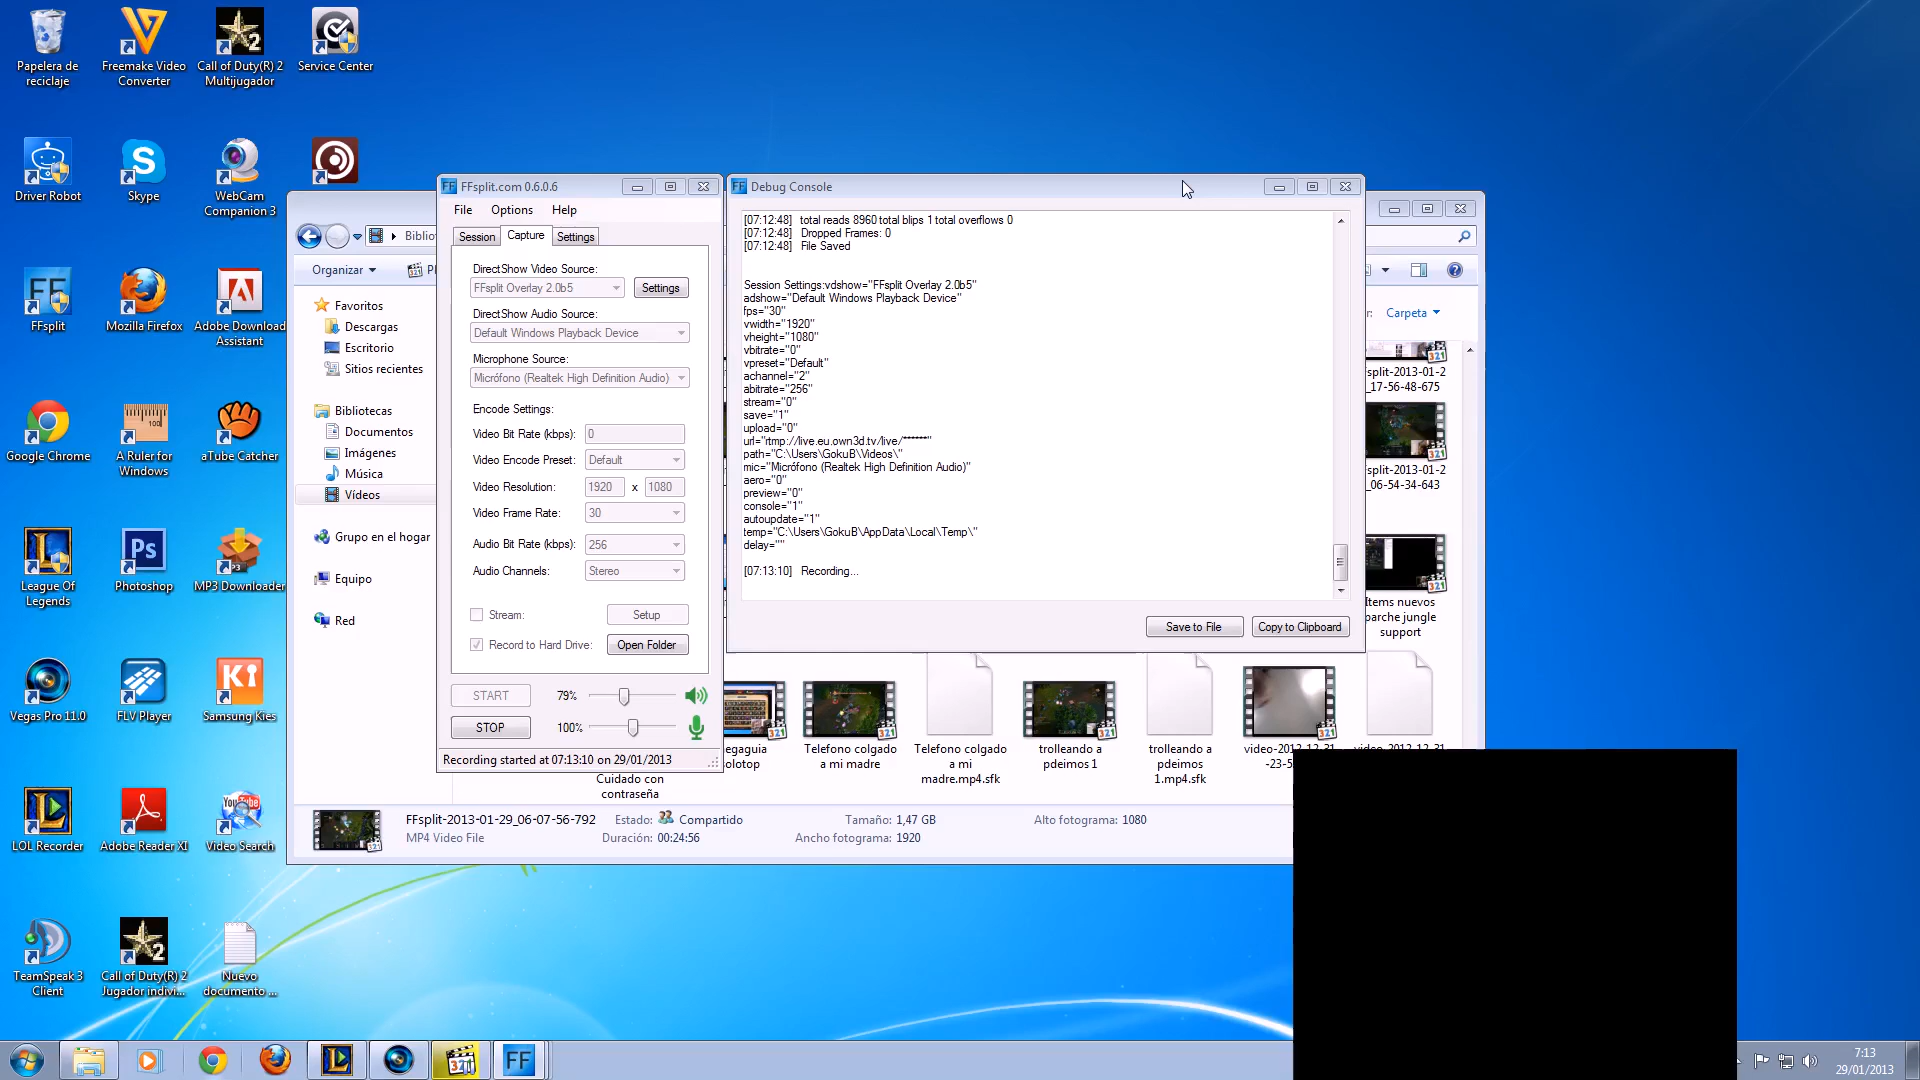 Papelera de
reciclaje
Freemake Video
Converter
Call of Duty(R) 2
Multijugador
Service Center
Driver Robot
Skype
WebCam
Companion 3
FFsplit
Mozilla Firefox
Adobe Download
Assistant
Google Chrome
A Ruler for
Windows
aTube Catcher
League Of
Legends
Photoshop
MP3 Downloader
Vegas Pro 11.0
FLV Player
Samsung Kies
LOL Recorder
Adobe Reader XI
Video Search
TeamSpeak 3
Client
Call of Duty(R) 2
Jugador indivi...
Nuevo
documento ...
Organizar
Favoritos
Descargas
Escritorio
Sitios recientes
Bibliotecas
Documentos
Imágenes
Música
Vídeos
Grupo en el hogar
Equipo
Red
FFsplit.com 0.6.0.6
File Options Help
Session Capture Settings
DirectShow Video Source:
FFsplit Overlay 2.0b5 Settings
DirectShow Audio Source:
Default Windows Playback Device
Microphone Source:
Micrófono (Realtek High Definition Audio)
Encode Settings:
Video Bit Rate (kbps): 0
Video Encode Preset: Default
Video Resolution: 1920 x 1080
Video Frame Rate: 30
Audio Bit Rate (kbps): 256
Audio Channels: Stereo
Stream: Setup
Record to Hard Drive: Open Folder
START 79%
STOP 100%
Recording started at 07:13:10 on 29/01/2013
Debug Console
[07:12:48] total reads 8960 total blips 1 total overflows 0
[07:12:48] Dropped Frames: 0
[07:12:48] File Saved
Session Settings:vdshow="FFsplit Overlay 2.0b5"
adshow="Default Windows Playback Device"
fps="30"
vwidth="1920"
vheight="1080"
vbitrate="0"
vpreset="Default"
achannel="2"
abitrate="256"
stream="0"
save="1"
upload="0"
url="rtmp://live.eu.own3d.tv/live/******"
path="C:\Users\GokuB\Videos\"
mic="Micrófono (Realtek High Definition Audio)"
aero="0"
preview="0"
console="1"
autoupdate="1"
temp="C:\Users\GokuB\AppData\Local\Temp\"
delay=""
[07:13:10] Recording...
Save to File Copy to Clipboard
Carpeta
fsplit-2013-01-2
_17-56-48-675
fsplit-2013-01-2
_06-54-34-643
Items nuevos
parche jungle
support
Cuidado con
contraseña
Telefono colgado
a mi madre
Telefono colgado
a mi
madre.mp4.sfk
trolleando a
pdeimos 1
trolleando a
pdeimos
1.mp4.sfk
video-2012-12-31
-23-5
video-2012-12-31
FFsplit-2013-01-29_06-07-56-792
MP4 Video File
Estado: Compartido
Duración: 00:24:56
Tamaño: 1,47 GB
Ancho fotograma: 1920
Alto fotograma: 1080
7:13
29/01/2013